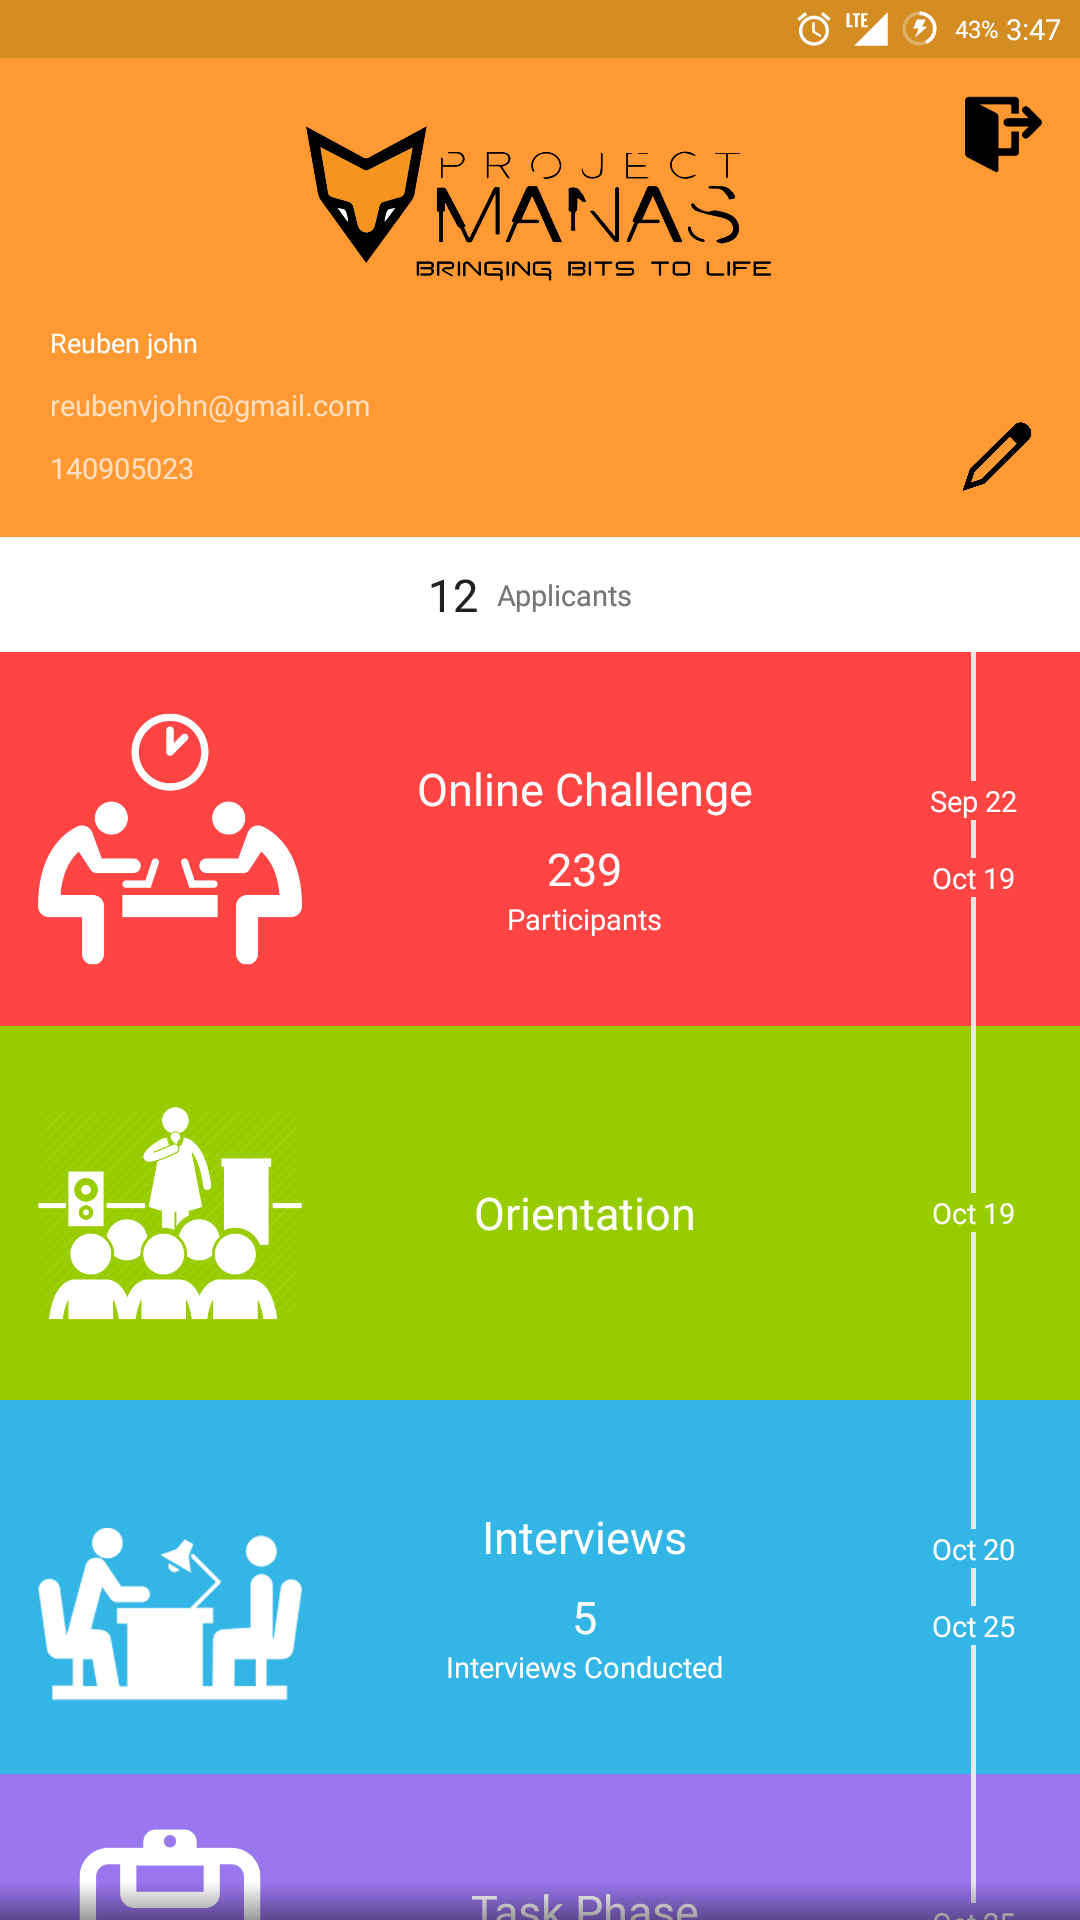 LTE 43% 3:47
PROJECT
MANAS
BRINGING BITS TO LIFE
Reuben john
reubenvjohn@gmail.com
140905023
12 Applicants
Online Challenge
Sep 22
239
Oct 19
Participants
Orientation
Oct 19
Interviews
Oct 20
5
Oct 25
Interviews Conducted
Task Phase
Oct 25